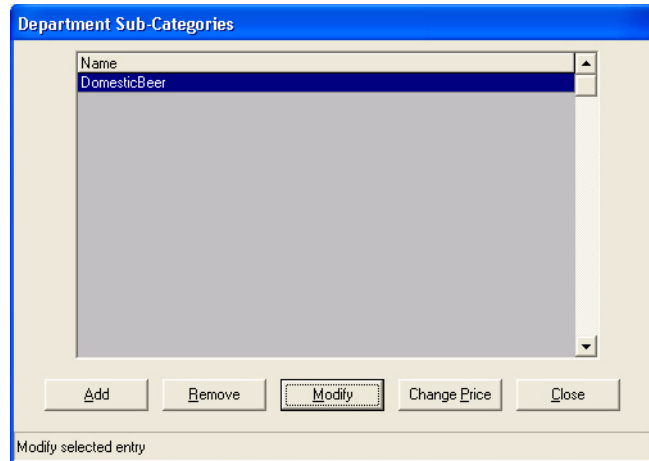 Department Sub-Categories
Name
DomesticBeer
Add Remove Modify Change Price Close
Modify selected entry